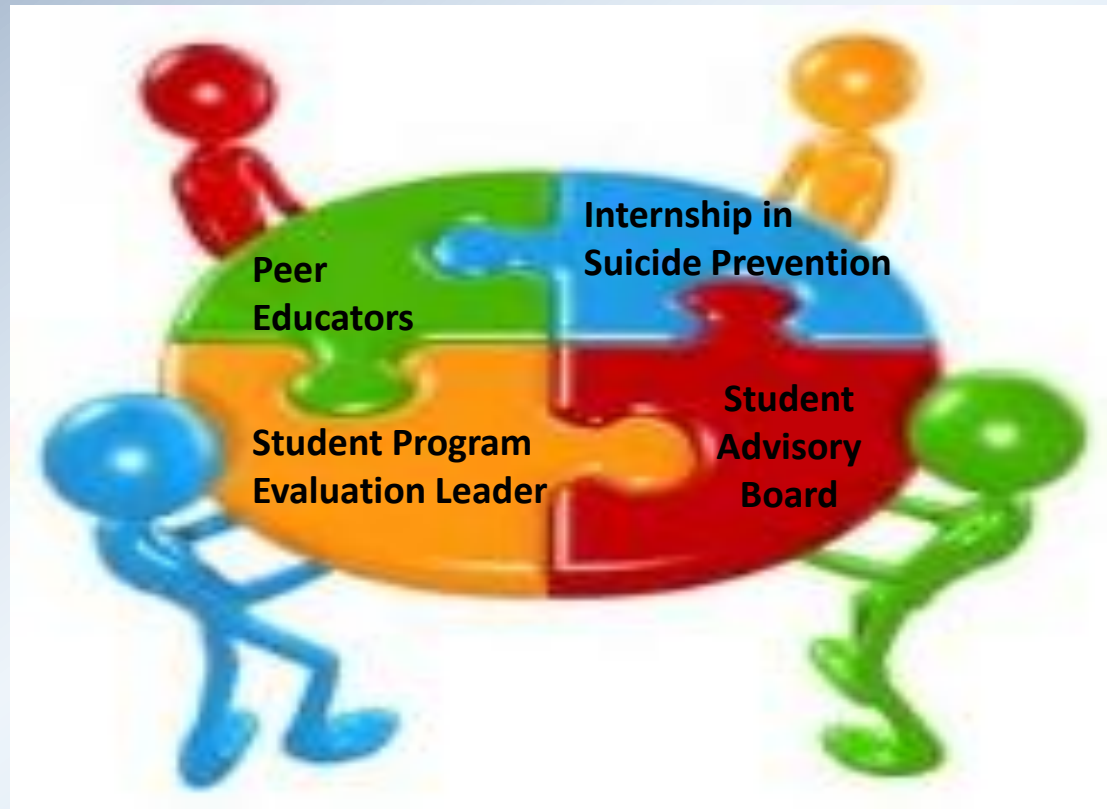 Peer
Educators
Internship in
Suicide Prevention
Student Program
Evaluation Leader
Student
Advisory
Board